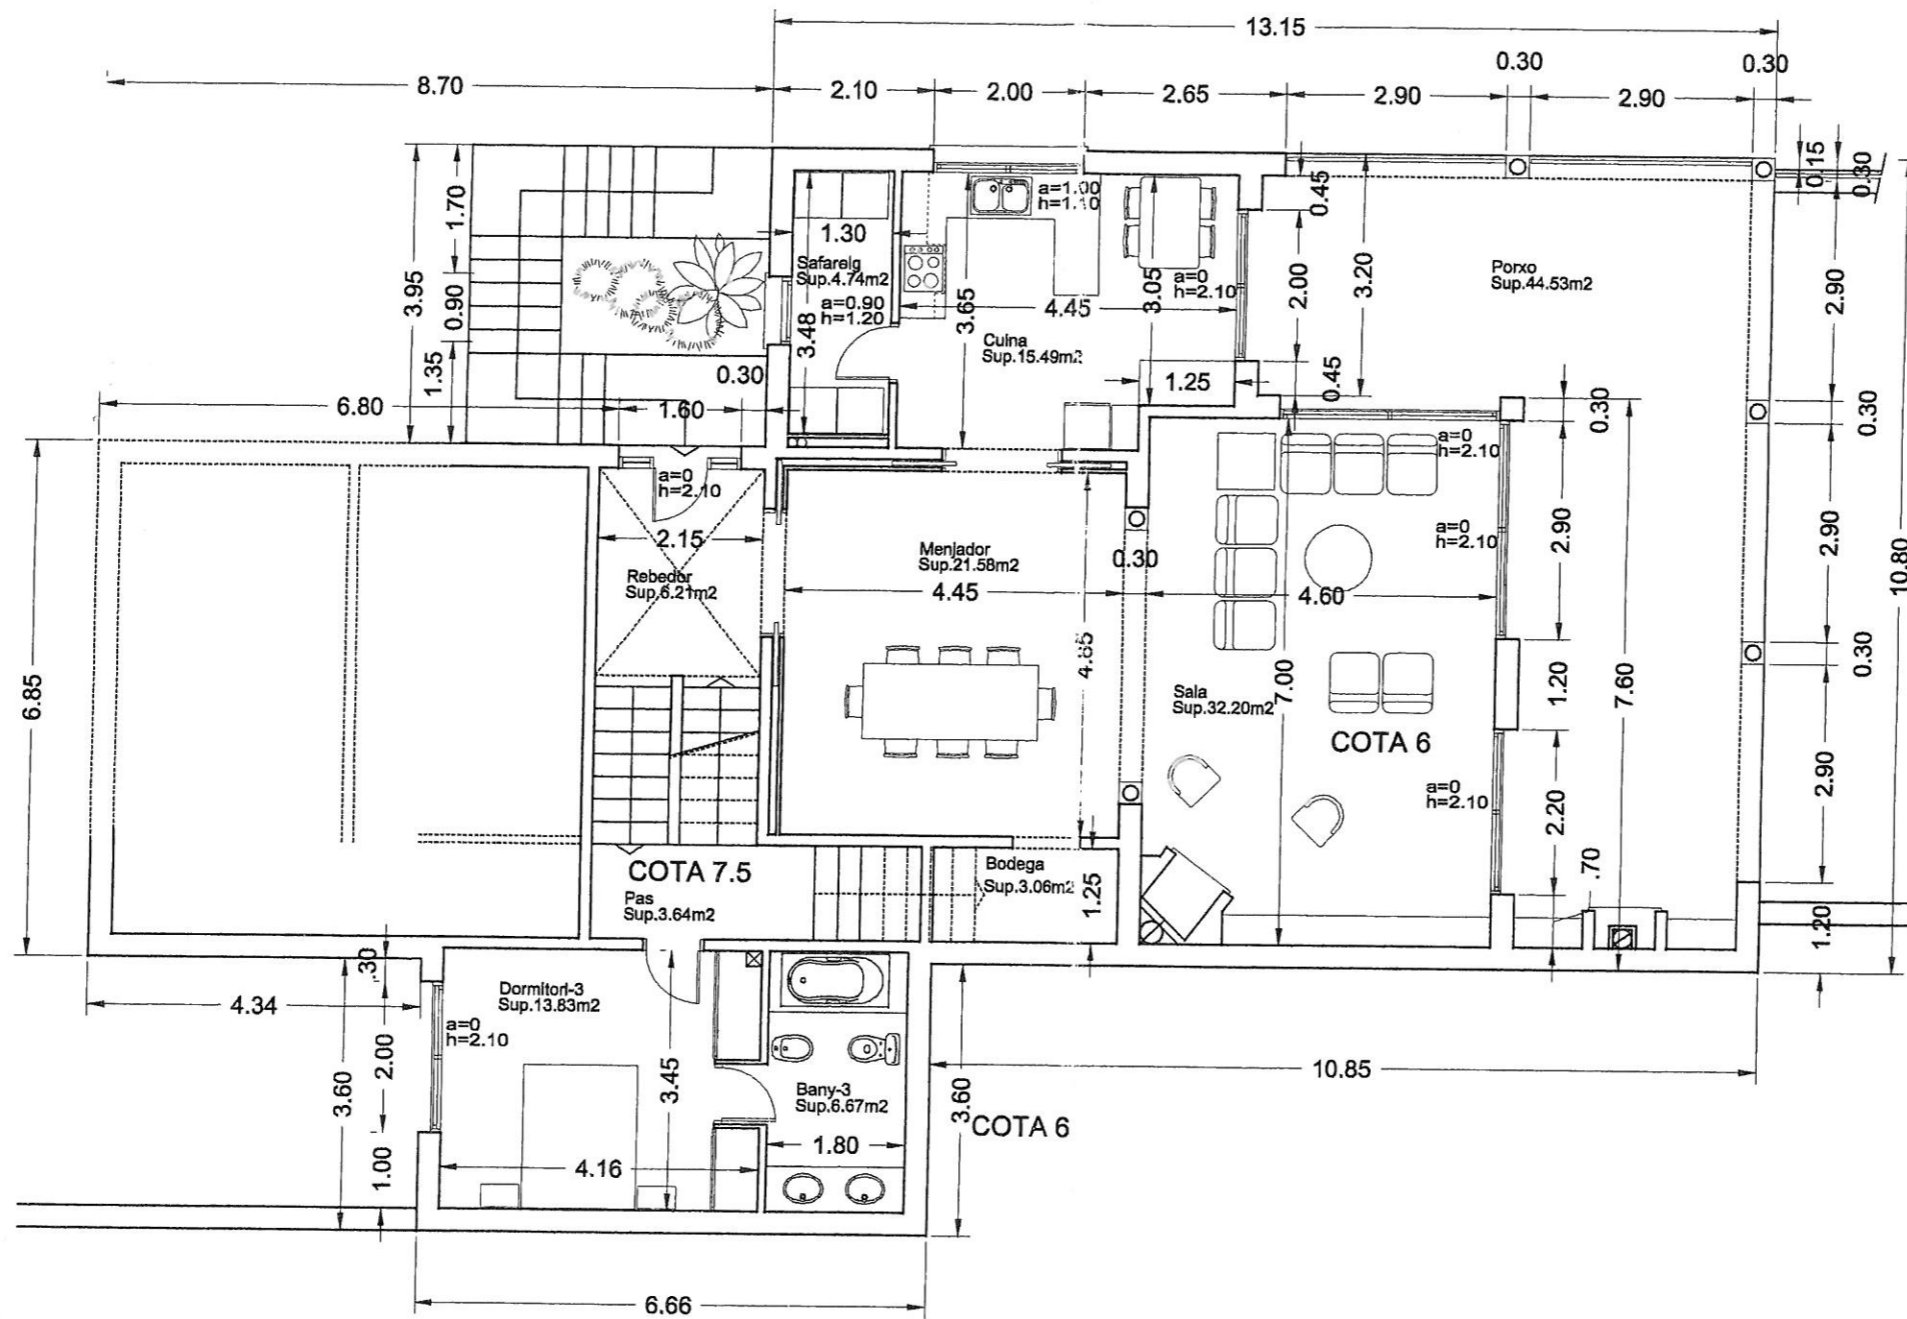 13.15
0.30
0.30
8.70
2.10
2.00
2.65
2.90
2.90
0.15
0.30
3.95
1.70
0.90
1.35
1.30
Safareig
Sup.4.74m2
a=0.90
h=1.20
3.48
3.65
a=1.00
h=1.10
3.05
a=0
h=2.10
4.45
Cuina
Sup.15.49m2
1.25
0.45
2.00
0.45
3.20
Porxo
Sup.44.53m2
2.90
0.30
2.90
0.30
2.90
1.20
10.80
0.30
6.80
1.60
0.30
6.85
a=0
h=2.10
2.15
Rebedor
Sup.6.21m2
Menjador
Sup.21.58m2
4.45
4.85
0.30
4.60
a=0
h=2.10
a=0
h=2.10
2.90
1.20
2.20
7.60
7.00
Sala
Sup.32.20m2
COTA 6
a=0
h=2.10
.70
COTA 7.5
Pas
Sup.3.64m2
Bodega
Sup.3.06m2
1.25
.30
4.34
Dormitori-3
Sup.13.83m2
a=0
h=2.10
2.00
3.60
1.00
3.45
4.16
Bany-3
Sup.6.67m2
1.80
3.60
COTA 6
10.85
6.66